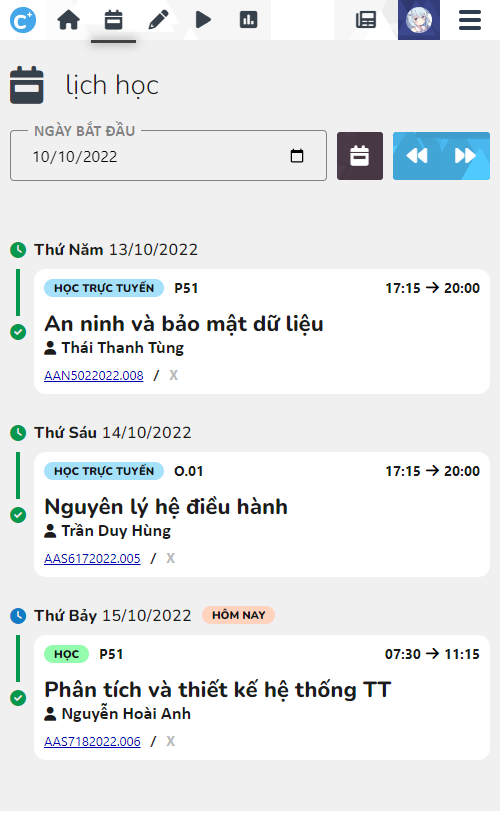 C+
lịch học
NGÀY BẮT ĐẦU
10/10/2022
Thứ Năm 13/10/2022
HỌC TRỰC TUYẾN P51 17:15 → 20:00
An ninh và bảo mật dữ liệu
Thái Thanh Tùng
AAN5022022.008 / X
Thứ Sáu 14/10/2022
HỌC TRỰC TUYẾN O.01 17:15 → 20:00
Nguyên lý hệ điều hành
Trần Duy Hùng
AAS6172022.005 / X
Thứ Bảy 15/10/2022 HÔM NAY
HỌC P51 07:30 → 11:15
Phân tích và thiết kế hệ thống TT
Nguyễn Hoài Anh
AAS7182022.006 / X